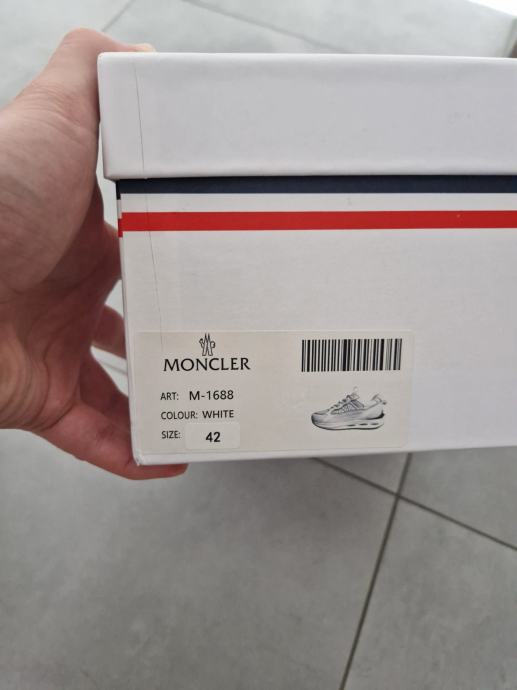 MONCLER
ART: M-1688
COLOUR: WHITE
SIZE: 42